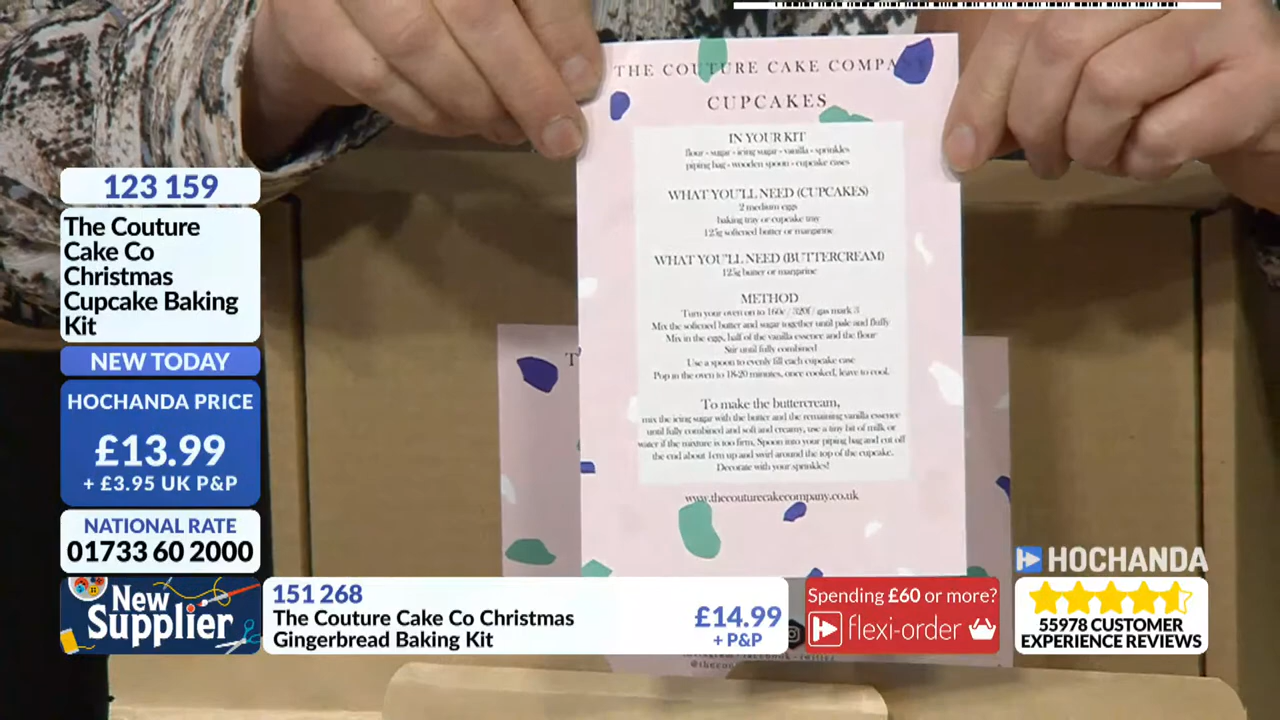 THE COUTURE CAKE COMPA
CUPCAKES
IN YOUR KIT
flour - sugar - icing sugar - vanilla - sprinkles
piping bag - wooden spoon - cupcake cases
WHAT YOU'LL NEED (CUPCAKES)
2 medium eggs
baking tray or cupcake tray
125g softened butter or margarine
WHAT YOU'LL NEED (BUTTERCREAM)
125g butter or margarine
METHOD
Turn your oven on to 160c / 320f / gas mark 3
Mix the softened butter and sugar together until pale and fluffy
Mix in the eggs, half of the vanilla essence and the flour
Stir until fully combined
Use a spoon to evenly fill each cupcake case
Pop in the oven to 18-20 minutes, once cooked, leave to cool.
To make the buttercream,
mix the icing sugar with the butter and the remaining vanilla essence
until fully combined and soft and creamy, use a tiny bit of milk or
water if the mixture is too firm. Spoon into your piping bag and cut off
the end about 1cm up and swirl around the top of the cupcake.
Decorate with your sprinkles!
www.thecouturecakecompany.co.uk
T
123 159
The Couture
Cake Co
Christmas
Cupcake Baking
Kit
NEW TODAY
HOCHANDA PRICE
£13.99
+ £3.95 UK P&P
NATIONAL RATE
01733 60 2000
New
Supplier
151 268
The Couture Cake Co Christmas
Gingerbread Baking Kit
£14.99
+ P&P
Spending £60 or more?
flexi-order
HOCHANDA
55978 CUSTOMER
EXPERIENCE REVIEWS